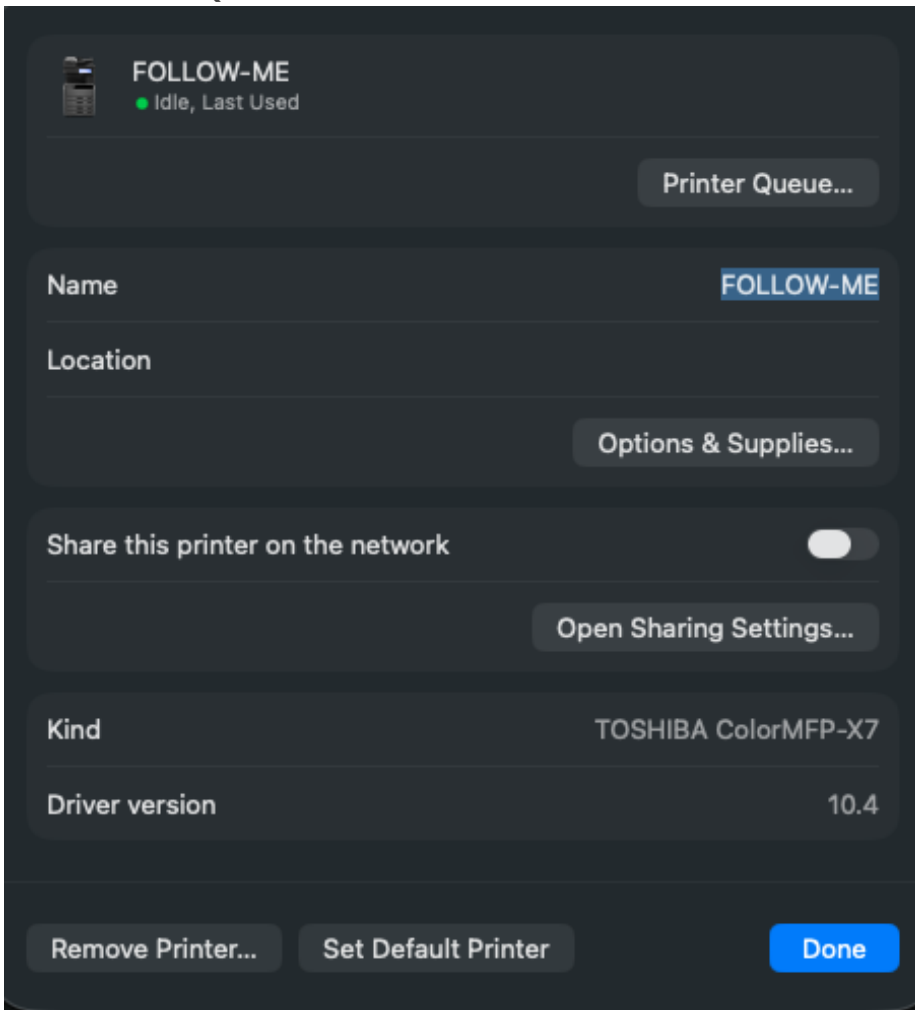 FOLLOW-ME
Idle, Last Used
Printer Queue...
Name FOLLOW-ME
Location
Options & Supplies...
Share this printer on the network
Open Sharing Settings...
Kind TOSHIBA ColorMFP-X7
Driver version 10.4
Remove Printer... Set Default Printer Done